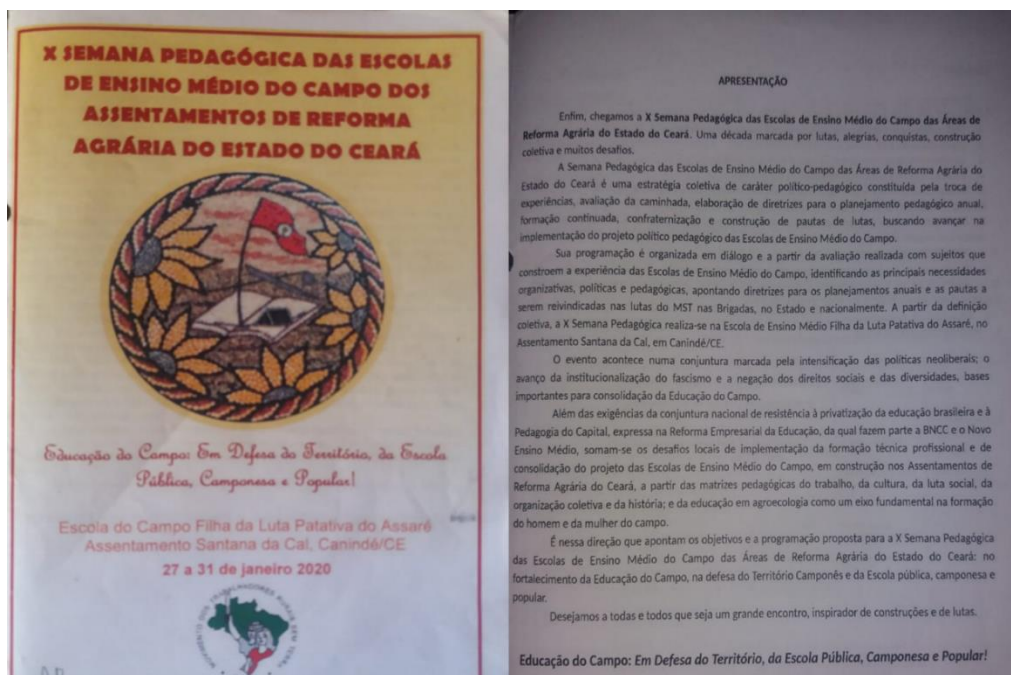 X SEMANA PEDAGÓGICA DAS ESCOLAS
DE ENSINO MÉDIO DO CAMPO DOS
ASSENTAMENTOS DE REFORMA
AGRÁRIA DO ESTADO DO CEARÁ
Educação do Campo: Em Defesa do Território, da Escola
Pública, Camponesa e Popular!
Escola do Campo Filha da Luta Patativa do Assaré
Assentamento Santana da Cal, Canindé/CE
27 a 31 de janeiro 2020
MOVIMENTO DOS TRABALHADORES RURAIS SEM TERRA
APRESENTAÇÃO
Enfim, chegamos a X Semana Pedagógica das Escolas de Ensino Médio do Campo das Áreas de
Reforma Agrária do Estado do Ceará. Uma década marcada por lutas, alegrias, conquistas, construção
coletiva e muitos desafios.
A Semana Pedagógica das Escolas de Ensino Médio do Campo das Áreas de Reforma Agrária do
Estado do Ceará é uma estratégia coletiva de caráter político-pedagógico constituída pela troca de
experiências, avaliação da caminhada, elaboração de diretrizes para o planejamento pedagógico anual,
formação continuada, confraternização e construção de pautas de lutas, buscando avançar na
implementação do projeto político pedagógico das Escolas de Ensino Médio do Campo.
Sua programação é organizada em diálogo e a partir da avaliação realizada com sujeitos que
constroem a experiência das Escolas de Ensino Médio do Campo, identificando as principais necessidades
organizativas, políticas e pedagógicas, apontando diretrizes para os planejamentos anuais e as pautas a
serem reivindicadas nas lutas do MST nas Brigadas, no Estado e nacionalmente. A partir da definição
coletiva, a X Semana Pedagógica realiza-se na Escola de Ensino Médio Filha da Luta Patativa do Assaré, no
Assentamento Santana da Cal, em Canindé/CE.
O evento acontece numa conjuntura marcada pela intensificação das políticas neoliberais; o
avanço da institucionalização do fascismo e a negação dos direitos sociais e das diversidades, bases
importantes para consolidação da Educação do Campo.
Além das exigências da conjuntura nacional de resistência à privatização da educação brasileira e à
Pedagogia do Capital, expressa na Reforma Empresarial da Educação, da qual fazem parte a BNCC e o Novo
Ensino Médio, somam-se os desafios locais de implementação da formação técnica profissional e de
consolidação do projeto das Escolas de Ensino Médio do Campo, em construção nos Assentamentos de
Reforma Agrária do Ceará, a partir das matrizes pedagógicas do trabalho, da cultura, da luta social, da
organização coletiva e da história; e da educação em agroecologia como um eixo fundamental na formação
do homem e da mulher do campo.
É nessa direção que apontam os objetivos e a programação proposta para a X Semana Pedagógica
das Escolas de Ensino Médio do Campo das Áreas de Reforma Agrária do Estado do Ceará: no
fortalecimento da Educação do Campo, na defesa do Território Camponês e da Escola pública, camponesa e
popular.
Desejamos a todas e todos que seja um grande encontro, inspirador de construções e de lutas.
Educação do Campo: Em Defesa do Território, da Escola Pública, Camponesa e Popular!